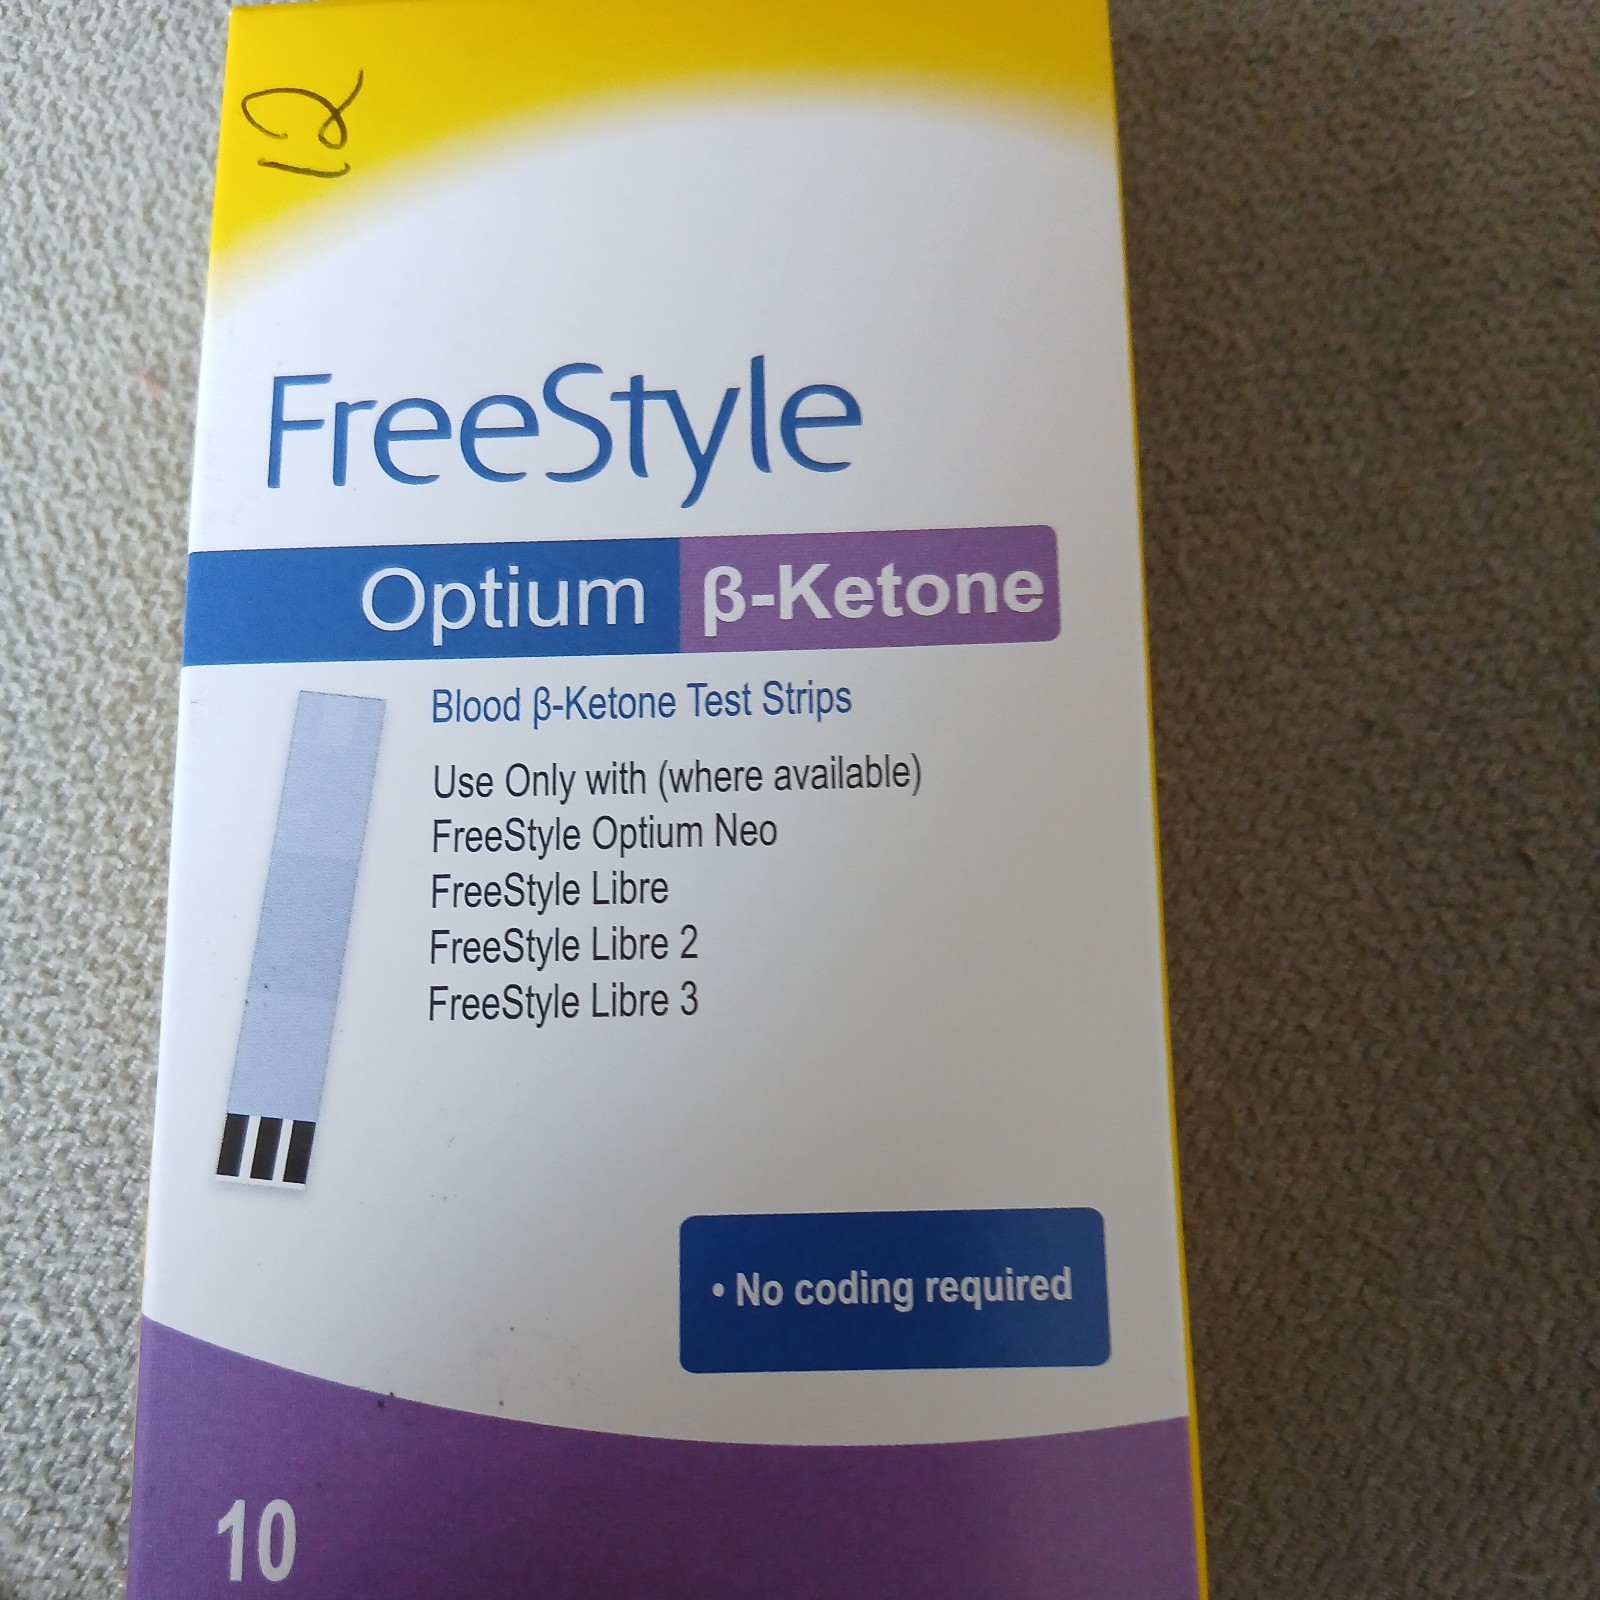 12
FreeStyle
Optium β-Ketone
Blood β-Ketone Test Strips
Use Only with (where available)
FreeStyle Optium Neo
FreeStyle Libre
FreeStyle Libre 2
FreeStyle Libre 3
• No coding required
10